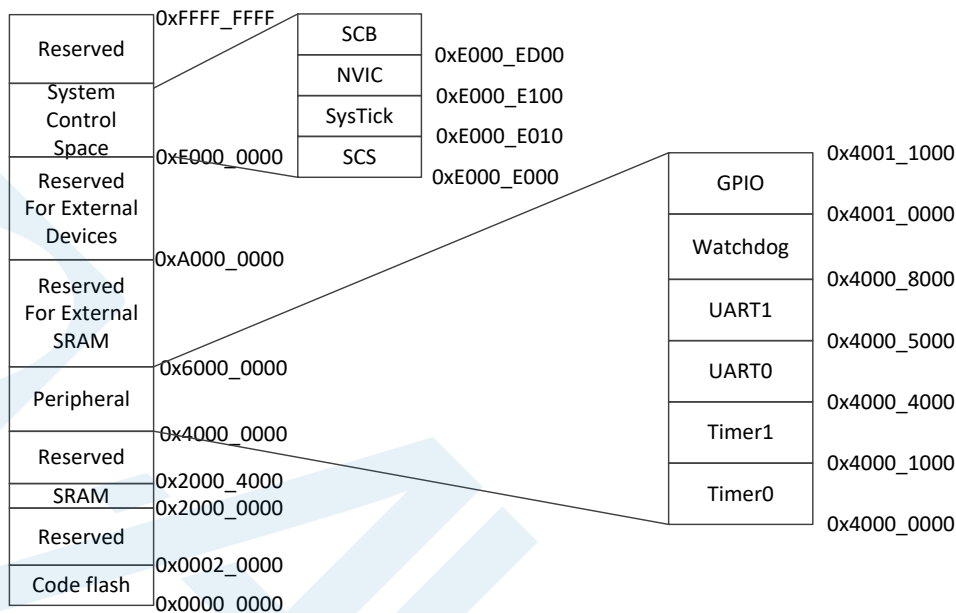 0xFFFF_FFFF
Reserved
System
Control
Space
0xE000_0000
Reserved
For External
Devices
0xA000_0000
Reserved
For External
SRAM
0x6000_0000
Peripheral
0x4000_0000
Reserved
0x2000_4000
SRAM
0x2000_0000
Reserved
0x0002_0000
Code flash
0x0000_0000
SCB
0xE000_ED00
NVIC
0xE000_E100
SysTick
0xE000_E010
SCS
0xE000_E000
0x4001_1000
GPIO
0x4001_0000
Watchdog
0x4000_8000
UART1
0x4000_5000
UART0
0x4000_4000
Timer1
0x4000_1000
Timer0
0x4000_0000